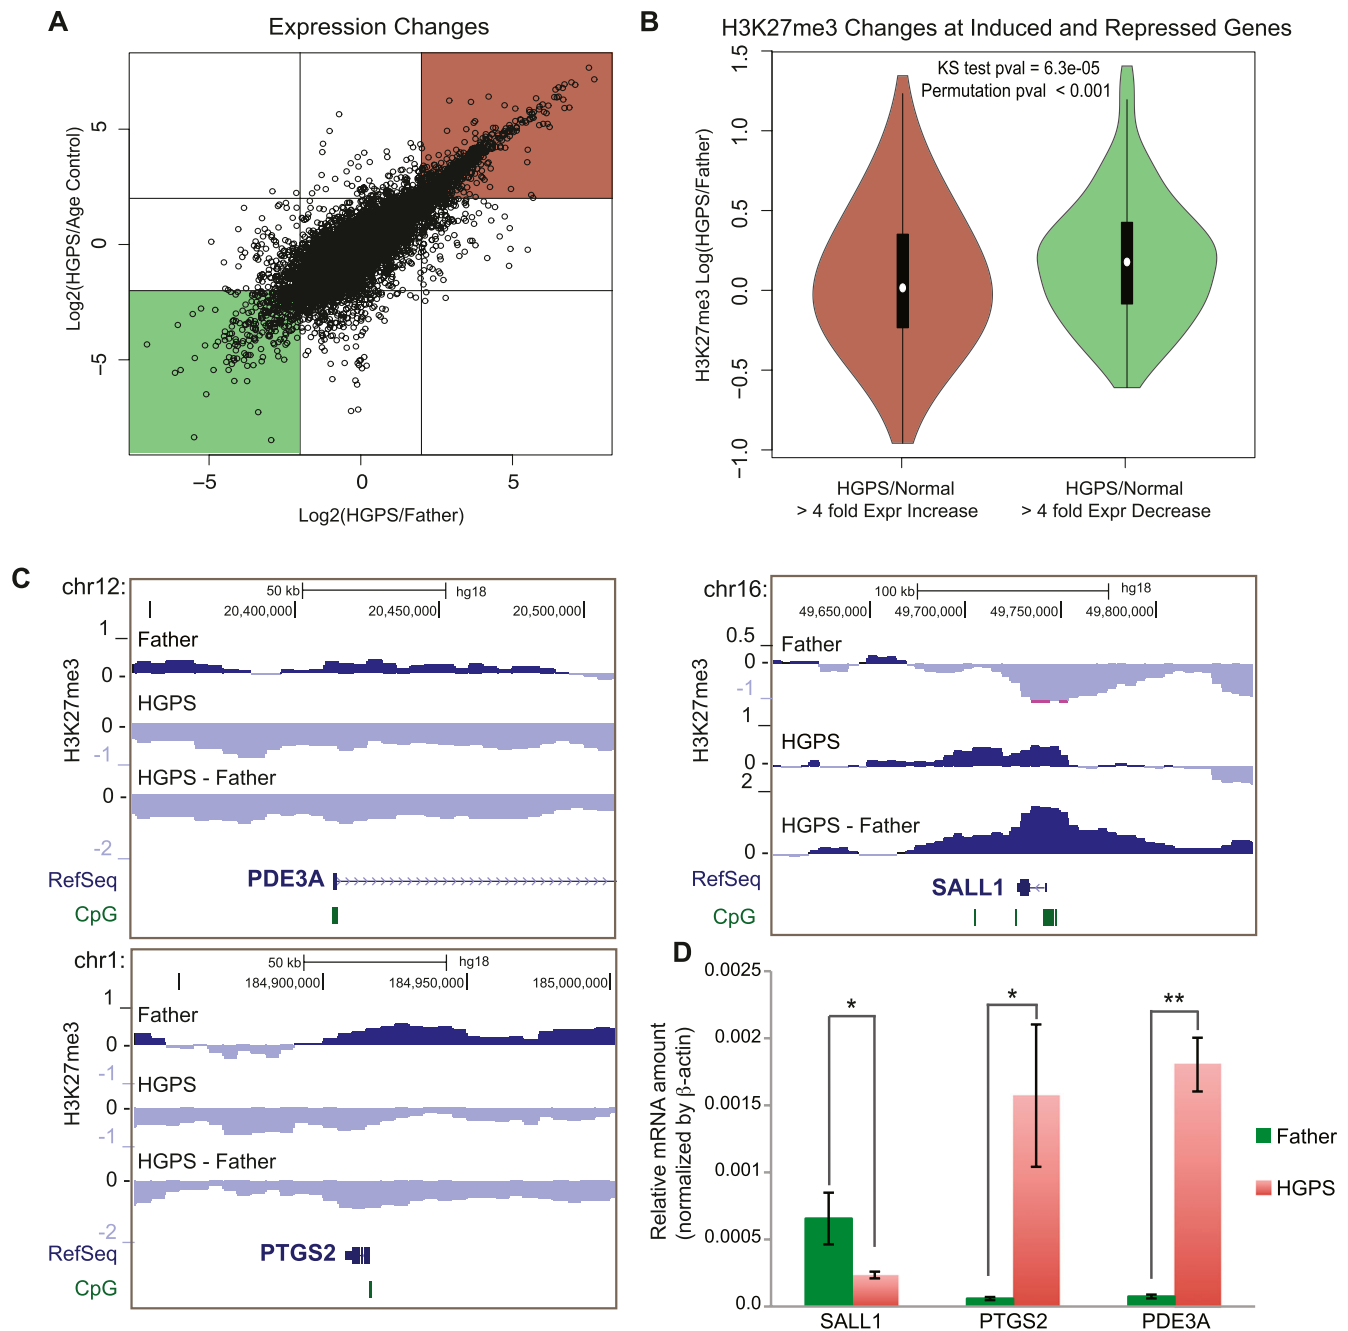 A
Expression Changes
Log2(HGPS/Age Control)
5
0
−5
−5
0
5
Log2(HGPS/Father)
B
H3K27me3 Changes at Induced and Repressed Genes
KS test pval = 6.3e-05
Permutation pval < 0.001
H3K27me3 Log(HGPS/Father)
1.5
1.0
0.5
0.0
−0.5
−1.0
HGPS/Normal
> 4 fold Expr Increase
HGPS/Normal
> 4 fold Expr Decrease
C
chr12:
50 kb
hg18
20,400,000
20,450,000
20,500,000
H3K27me3
1
Father
0
HGPS
0
-1
HGPS - Father
0
-2
RefSeq
PDE3A
CpG
chr16:
100 kb
hg18
49,650,000
49,700,000
49,750,000
49,800,000
H3K27me3
0.5
Father
0
-1
1
HGPS
0
2
HGPS - Father
0
RefSeq
SALL1
CpG
chr1:
50 kb
hg18
184,900,000
184,950,000
185,000,000
H3K27me3
1
Father
0
-1
HGPS
0
-1
HGPS - Father
0
-2
RefSeq
PTGS2
CpG
D
Relative mRNA amount
(normalized by β-actin)
0.0025
0.002
0.0015
0.001
0.0005
0.0
*
*
**
SALL1
PTGS2
PDE3A
Father
HGPS